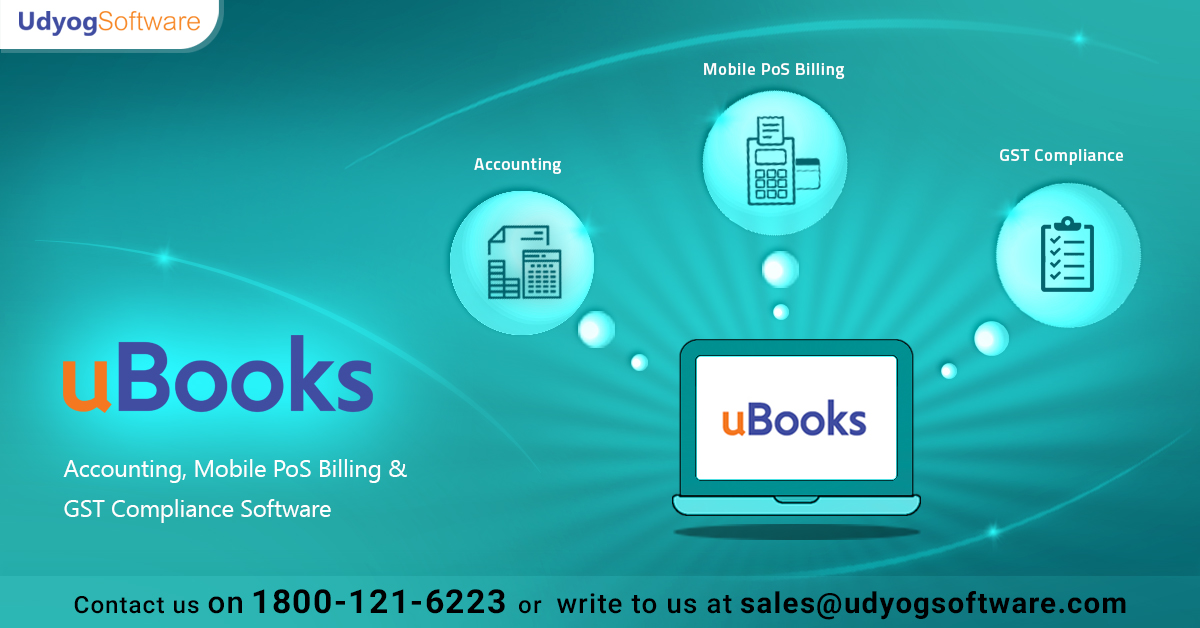 UdyogSoftware
Mobile PoS Billing
Accounting
GST Compliance
uBooks
uBooks
Accounting, Mobile PoS Billing &
GST Compliance Software
Contact us on 1800-121-6223 or write to us at sales@udyogsoftware.com